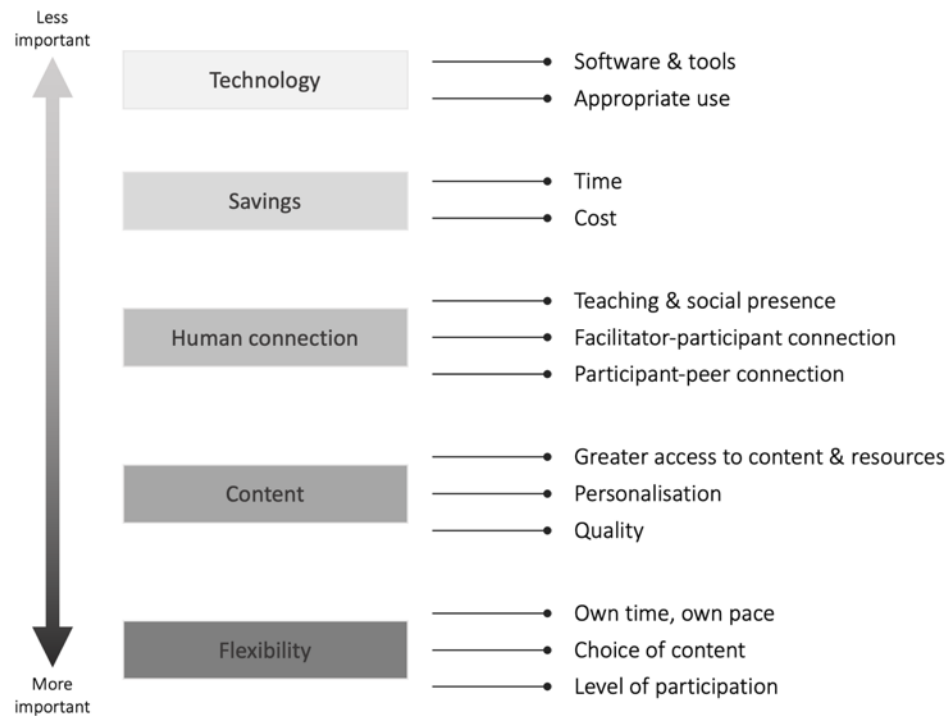 Less
important
Technology
Software & tools
Appropriate use
Savings
Time
Cost
Human connection
Teaching & social presence
Facilitator-participant connection
Participant-peer connection
Content
Greater access to content & resources
Personalisation
Quality
Flexibility
Own time, own pace
Choice of content
Level of participation
More
important